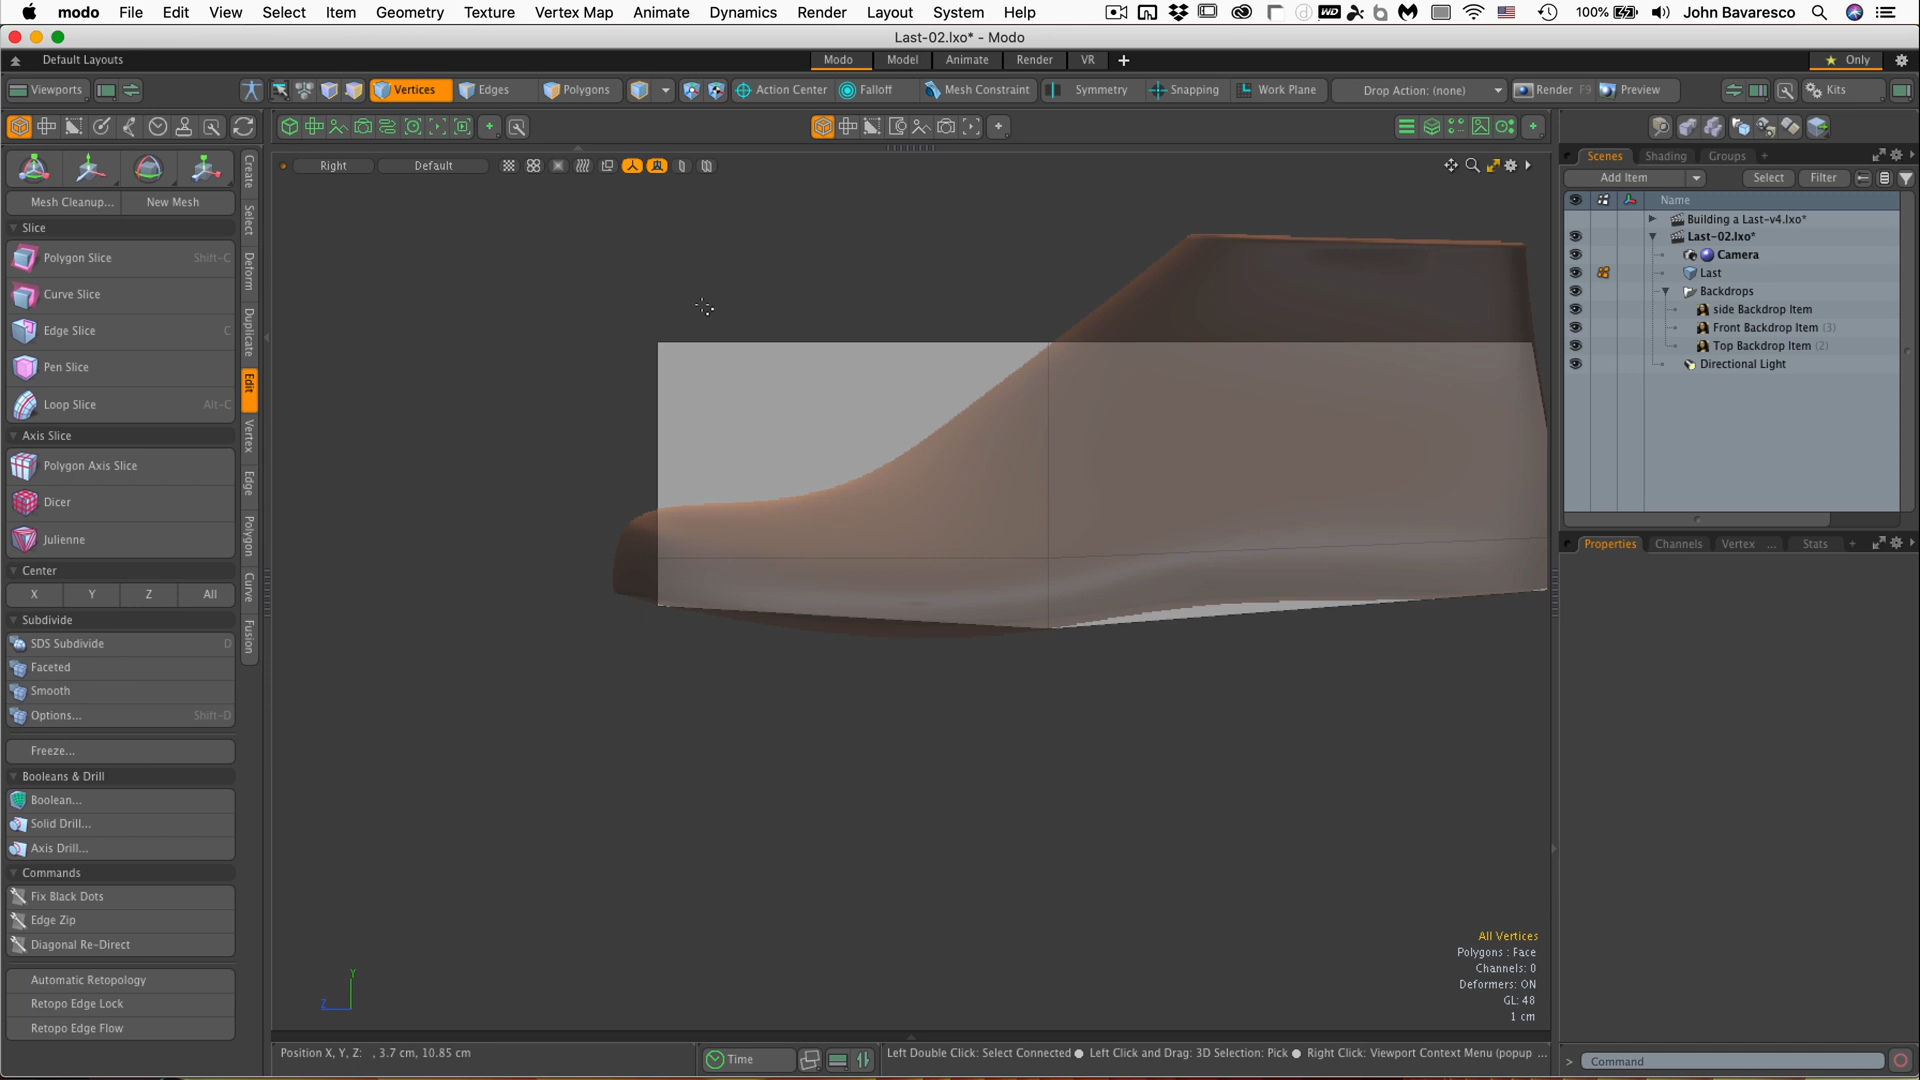 modo File Edit View Select Item Geometry Texture Vertex Map Animate Dynamics Render Layout System Help 100% John Bavaresco
Last-02.lxo* - Modo
Default Layouts Modo Model Animate Render VR Only
Viewports Vertices Edges Polygons Action Center Falloff Mesh Constraint Symmetry Snapping Work Plane Drop Action: (none) Render F9 Preview Kits
Right Default
Scenes Shading Groups
Add Item Select Filter
Name
Building a Last-v4.lxo*
Last-02.lxo*
Camera
Last
Backdrops
side Backdrop Item
Front Backdrop Item (3)
Top Backdrop Item (2)
Directional Light
Properties Channels Vertex ... Stats
Mesh Cleanup... New Mesh
Slice
Polygon Slice Shift-C
Curve Slice
Edge Slice C
Pen Slice
Loop Slice Alt-C
Axis Slice
Polygon Axis Slice
Dicer
Julienne
Center
X Y Z All
Subdivide
SDS Subdivide D
Faceted
Smooth
Options... Shift-D
Freeze...
Booleans & Drill
Boolean...
Solid Drill...
Axis Drill...
Commands
Fix Black Dots
Edge Zip
Diagonal Re-Direct
Automatic Retopology
Retopo Edge Lock
Retopo Edge Flow
Create
Select
Deform
Duplicate
Edit
Vertex
Edge
Polygon
Curve
Fusion
Y
Z
All Vertices
Polygons : Face
Channels: 0
Deformers: ON
GL: 48
1 cm
Position X, Y, Z: , 3.7 cm, 10.85 cm
Time
Left Double Click: Select Connected ● Left Click and Drag: 3D Selection: Pick ● Right Click: Viewport Context Menu (popup ...
> Command